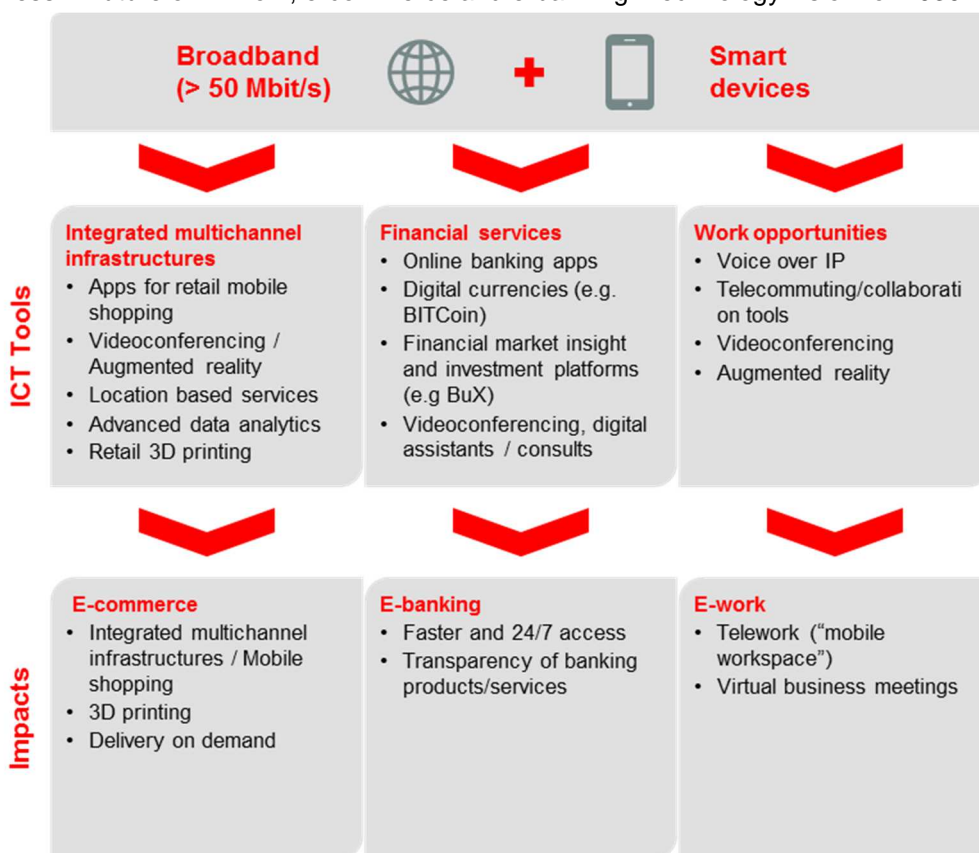 Broadband
(> 50 Mbit/s)
Smart
devices
ICT Tools
Integrated multichannel
infrastructures
• Apps for retail mobile
shopping
• Videoconferencing /
Augmented reality
• Location based services
• Advanced data analytics
• Retail 3D printing
Financial services
• Online banking apps
• Digital currencies (e.g.
BITCoin)
• Financial market insight
and investment platforms
(e.g BuX)
• Videoconferencing, digital
assistants / consults
Work opportunities
• Voice over IP
• Telecommuting/collaborati
on tools
• Videoconferencing
• Augmented reality
Impacts
E-commerce
• Integrated multichannel
infrastructures / Mobile
shopping
• 3D printing
• Delivery on demand
E-banking
• Faster and 24/7 access
• Transparency of banking
products/services
E-work
• Telework (“mobile
workspace”)
• Virtual business meetings